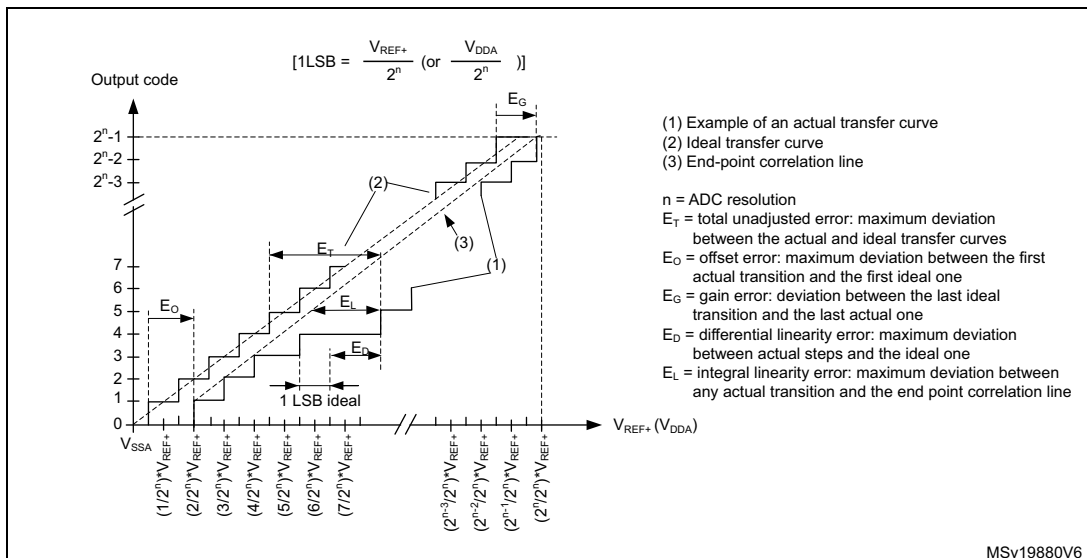 [1LSB = V_REF+ / 2^n (or V_DDA / 2^n )]
Output code
E_G
2^n-1
2^n-2
2^n-3
(2)
(3)
(1)
E_T
7
6
5
4
3
2
1
0
E_O
E_L
E_D
1 LSB ideal
V_SSA
(1/2^n)*V_REF+
(2/2^n)*V_REF+
(3/2^n)*V_REF+
(4/2^n)*V_REF+
(5/2^n)*V_REF+
(6/2^n)*V_REF+
(7/2^n)*V_REF+
(2^n-3/2^n)*V_REF+
(2^n-2/2^n)*V_REF+
(2^n-1/2^n)*V_REF+
(2^n/2^n)*V_REF+
V_REF+ (V_DDA)
(1) Example of an actual transfer curve
(2) Ideal transfer curve
(3) End-point correlation line
n = ADC resolution
E_T = total unadjusted error: maximum deviation
between the actual and ideal transfer curves
E_O = offset error: maximum deviation between the first
actual transition and the first ideal one
E_G = gain error: deviation between the last ideal
transition and the last actual one
E_D = differential linearity error: maximum deviation
between actual steps and the ideal one
E_L = integral linearity error: maximum deviation between
any actual transition and the end point correlation line
MSv19880V6